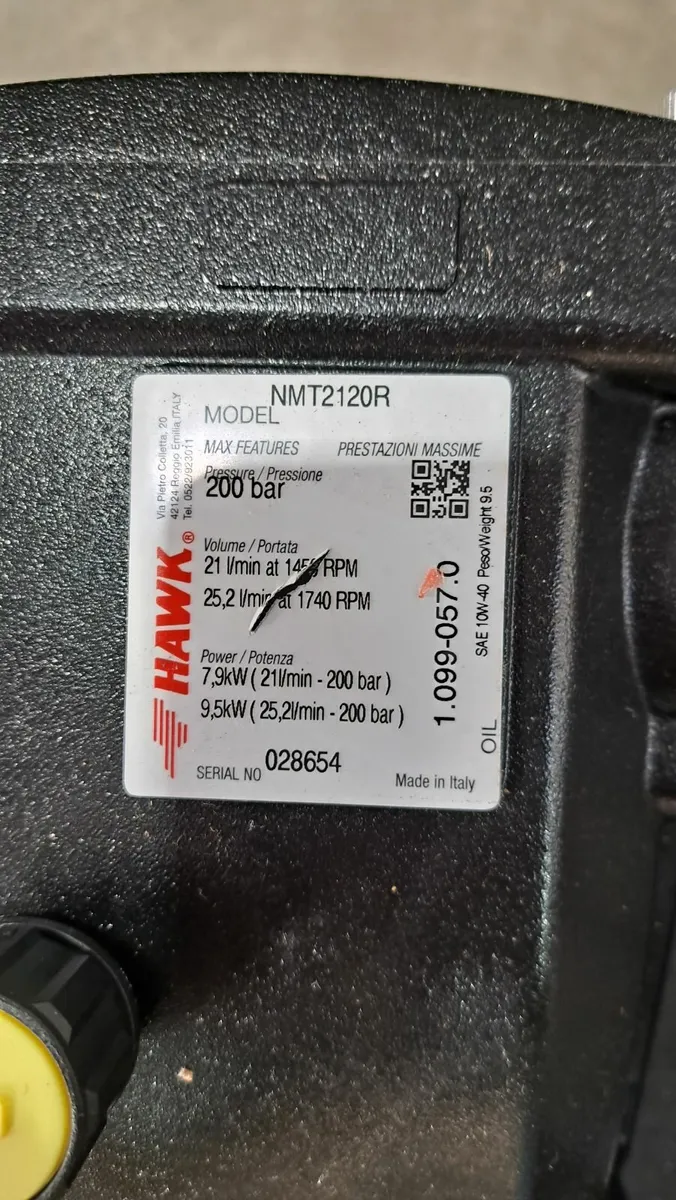 NMT2120R
MODEL
MAX FEATURES PRESTAZIONI MASSIME
Pressure / Pressione
200 bar
Volume / Portata
21 l/min at 1450 RPM
25,2 l/min at 1740 RPM
Power / Potenza
7,9kW ( 21l/min - 200 bar )
9,5kW ( 25,2l/min - 200 bar )
SERIAL NO 028654
Made in Italy
Via Pietro Colletta, 20
42124 Reggio Emilia ITALY
Tel. 0522/823011
HAWK®
1.099-057.0
OIL SAE 10W-40 Peso/Weight 9.5